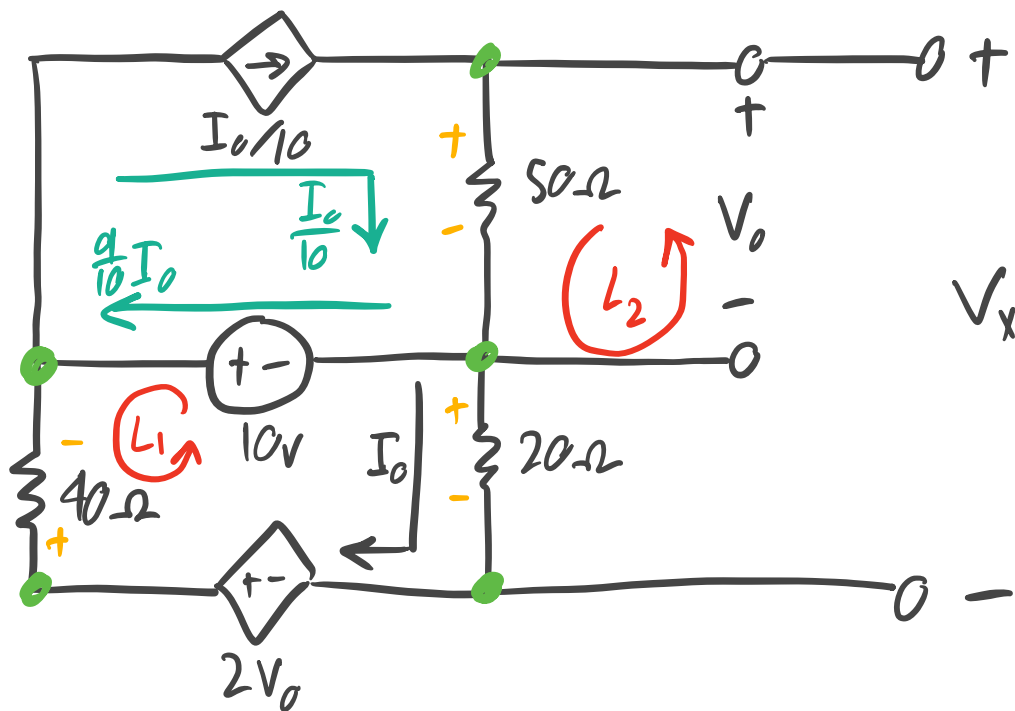 +
I₀/10
+
+
50Ω
-
I₀/10
V₀
9/10 I₀
L₂
-
Vₓ
+ -
+
L₁
-
10V
I₀
20Ω
40Ω
-
+
+ -
-
2V₀